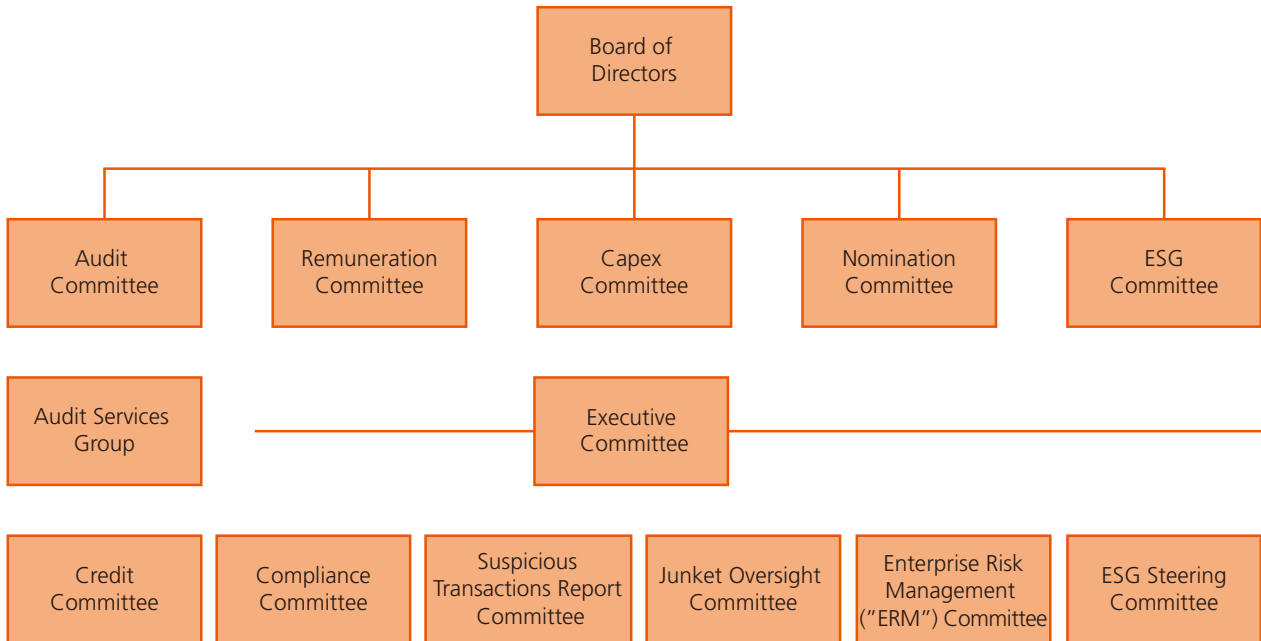 Board of
Directors
Audit
Committee
Remuneration
Committee
Capex
Committee
Nomination
Committee
ESG
Committee
Audit Services
Group
Executive
Committee
Credit
Committee
Compliance
Committee
Suspicious
Transactions Report
Committee
Junket Oversight
Committee
Enterprise Risk
Management
("ERM") Committee
ESG Steering
Committee